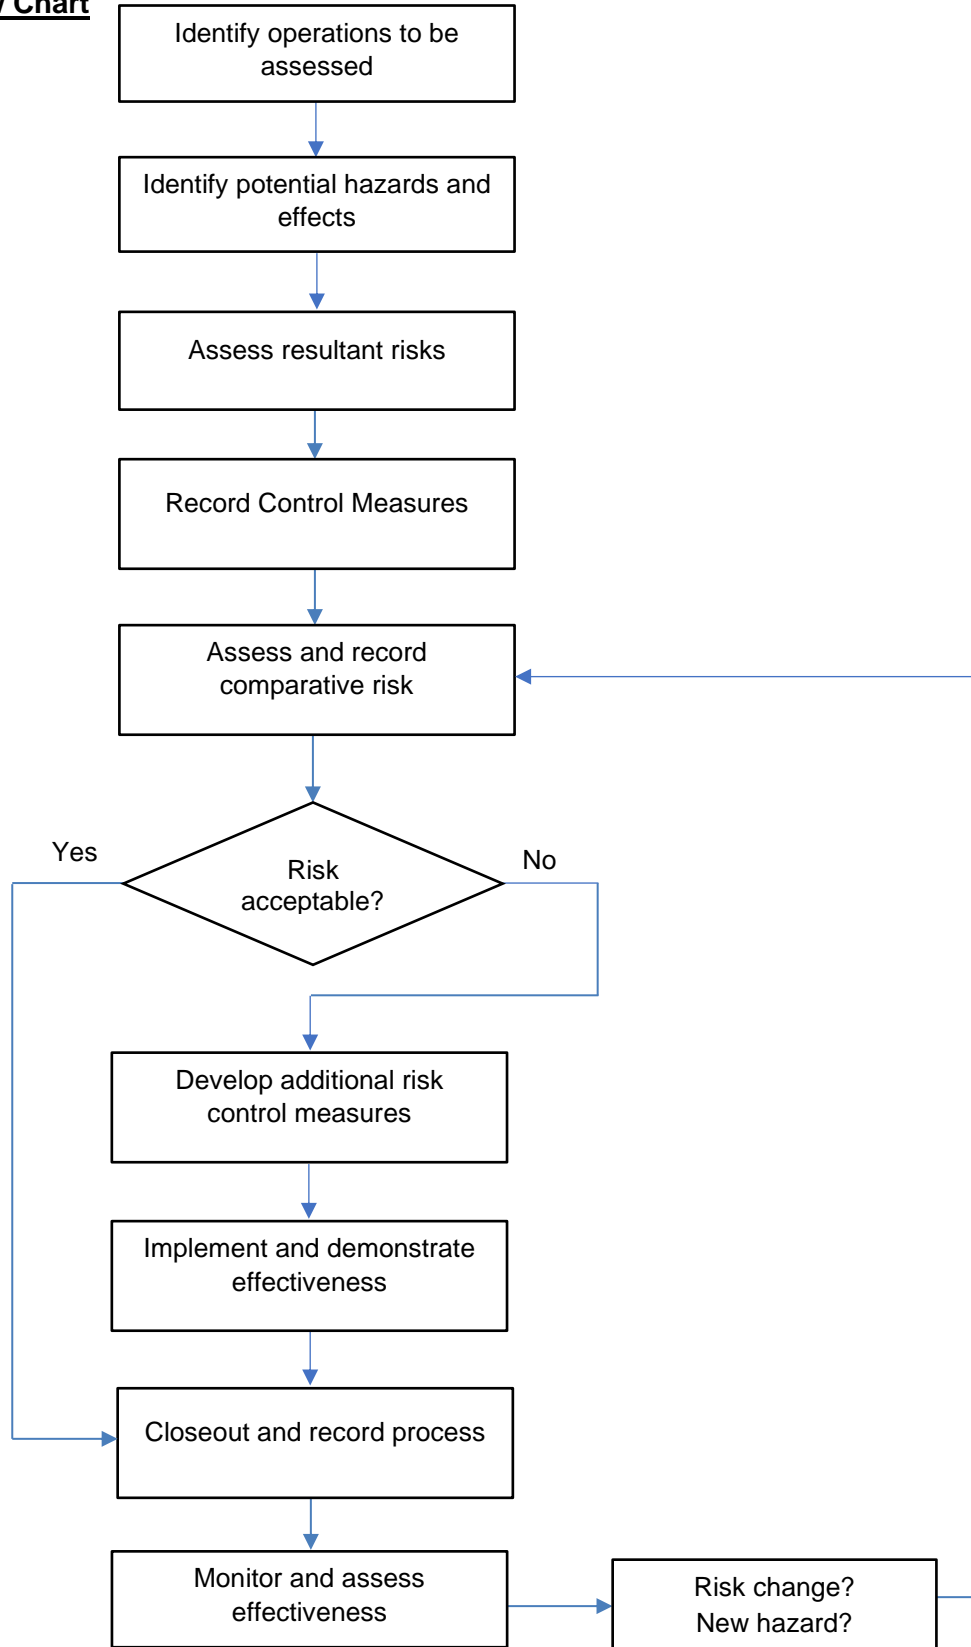 Chart
Identify operations to be
assessed
Identify potential hazards and
effects
Assess resultant risks
Record Control Measures
Assess and record
comparative risk
Yes
Risk
acceptable?
No
Develop additional risk
control measures
Implement and demonstrate
effectiveness
Closeout and record process
Monitor and assess
effectiveness
Risk change?
New hazard?